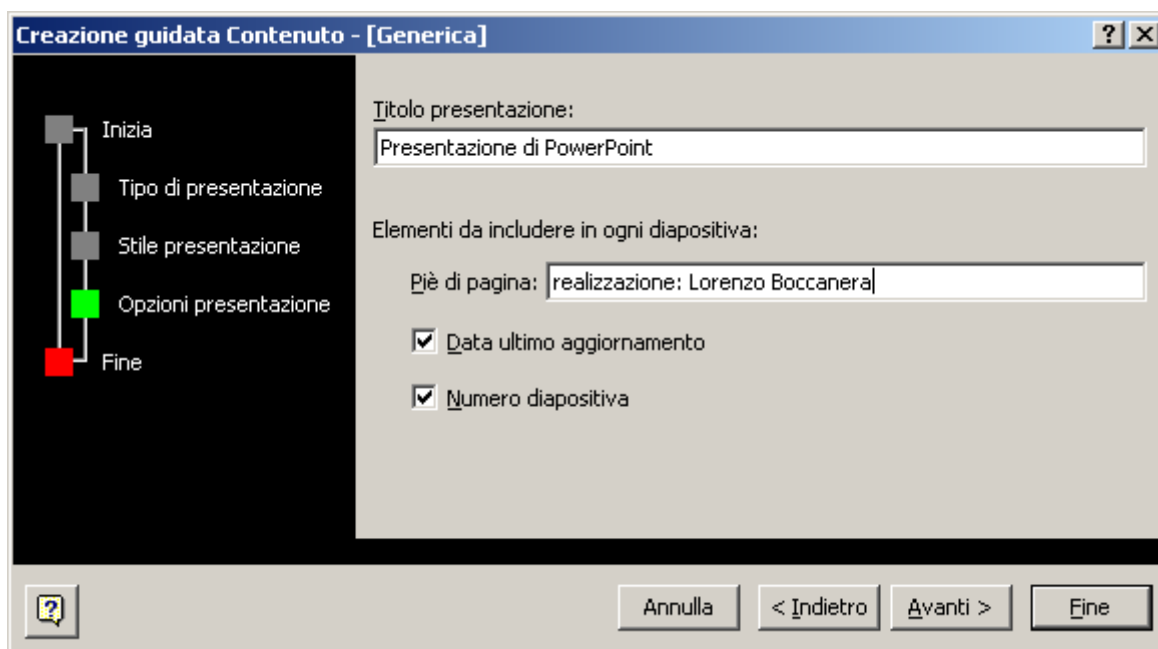 Creazione guidata Contenuto - [Generica]
Inizia
Tipo di presentazione
Stile presentazione
Opzioni presentazione
Fine
Titolo presentazione:
Presentazione di PowerPoint
Elementi da includere in ogni diapositiva:
Piè di pagina: realizzazione: Lorenzo Boccanera
Data ultimo aggiornamento
Numero diapositiva
Annulla < Indietro Avanti > Fine